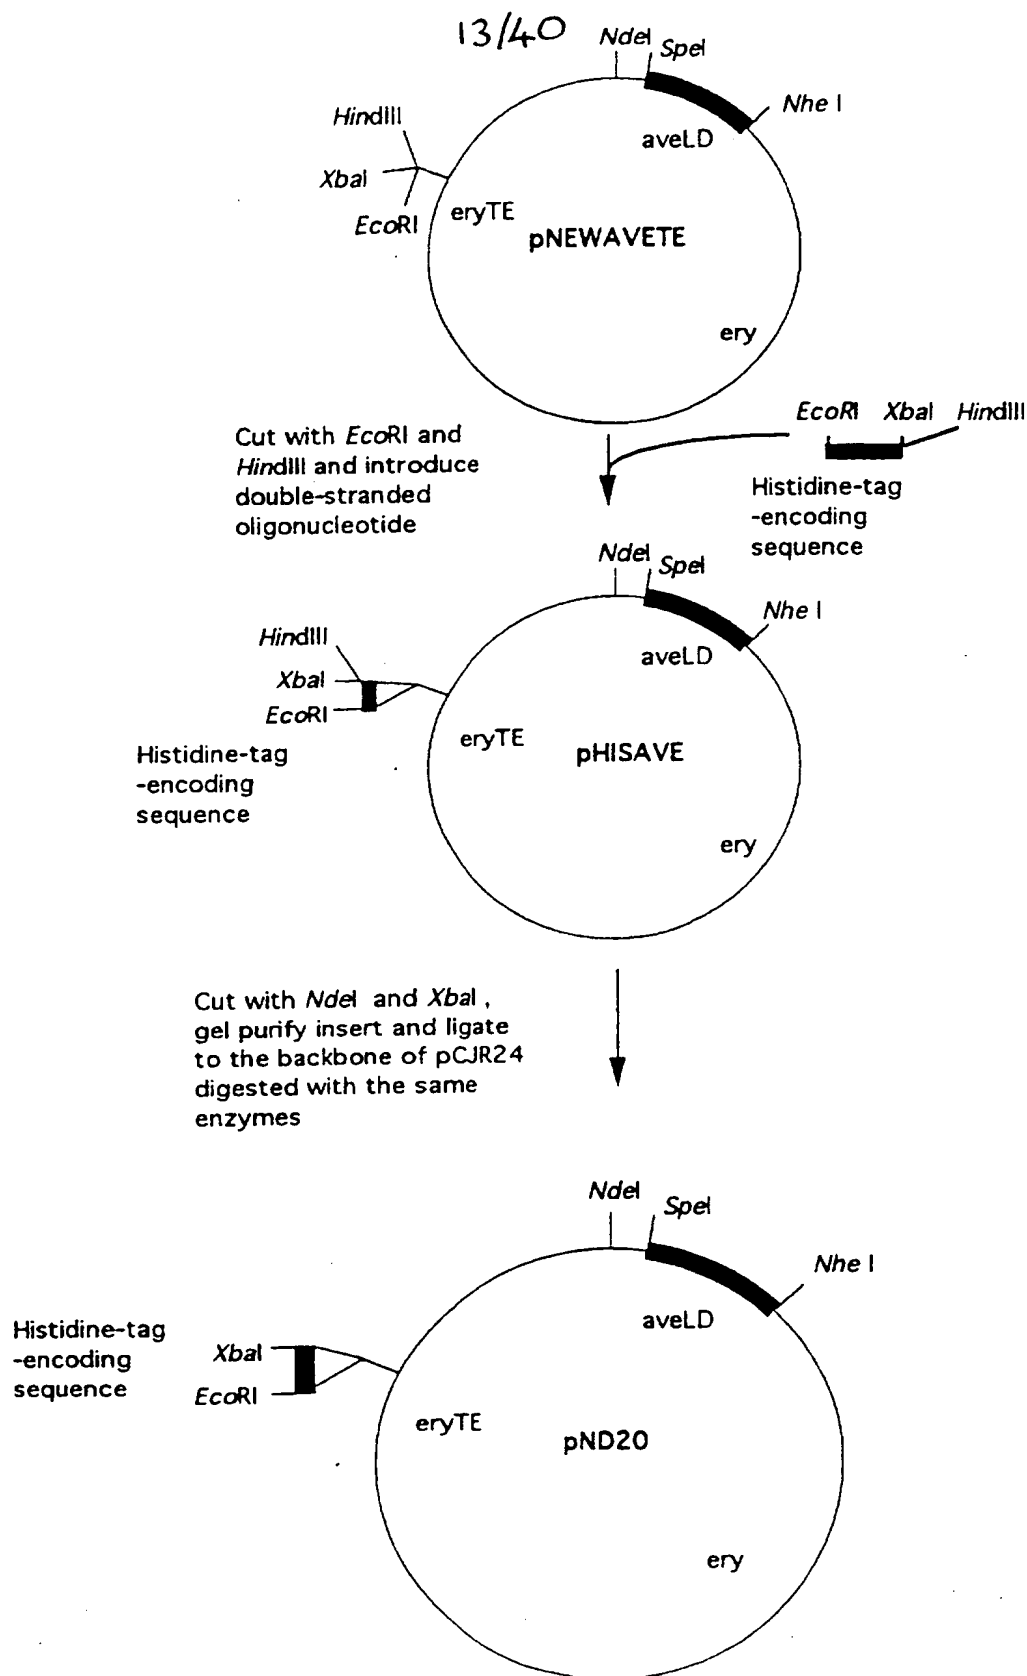 13/40
NdeI
SpeI
Nhe I
HindIII
XbaI
EcoRI
aveLD
eryTE
pNEWAVETE
ery
EcoRI XbaI HindIII
Cut with EcoRI and
HindIII and introduce
double-stranded
oligonucleotide
Histidine-tag
-encoding
sequence
NdeI
SpeI
Nhe I
HindIII
XbaI
EcoRI
aveLD
eryTE
pHISAVE
Histidine-tag
-encoding
sequence
ery
Cut with NdeI and XbaI,
gel purify insert and ligate
to the backbone of pCJR24
digested with the same
enzymes
NdeI
SpeI
Nhe I
aveLD
Histidine-tag
-encoding
sequence
XbaI
EcoRI
eryTE
pND20
ery